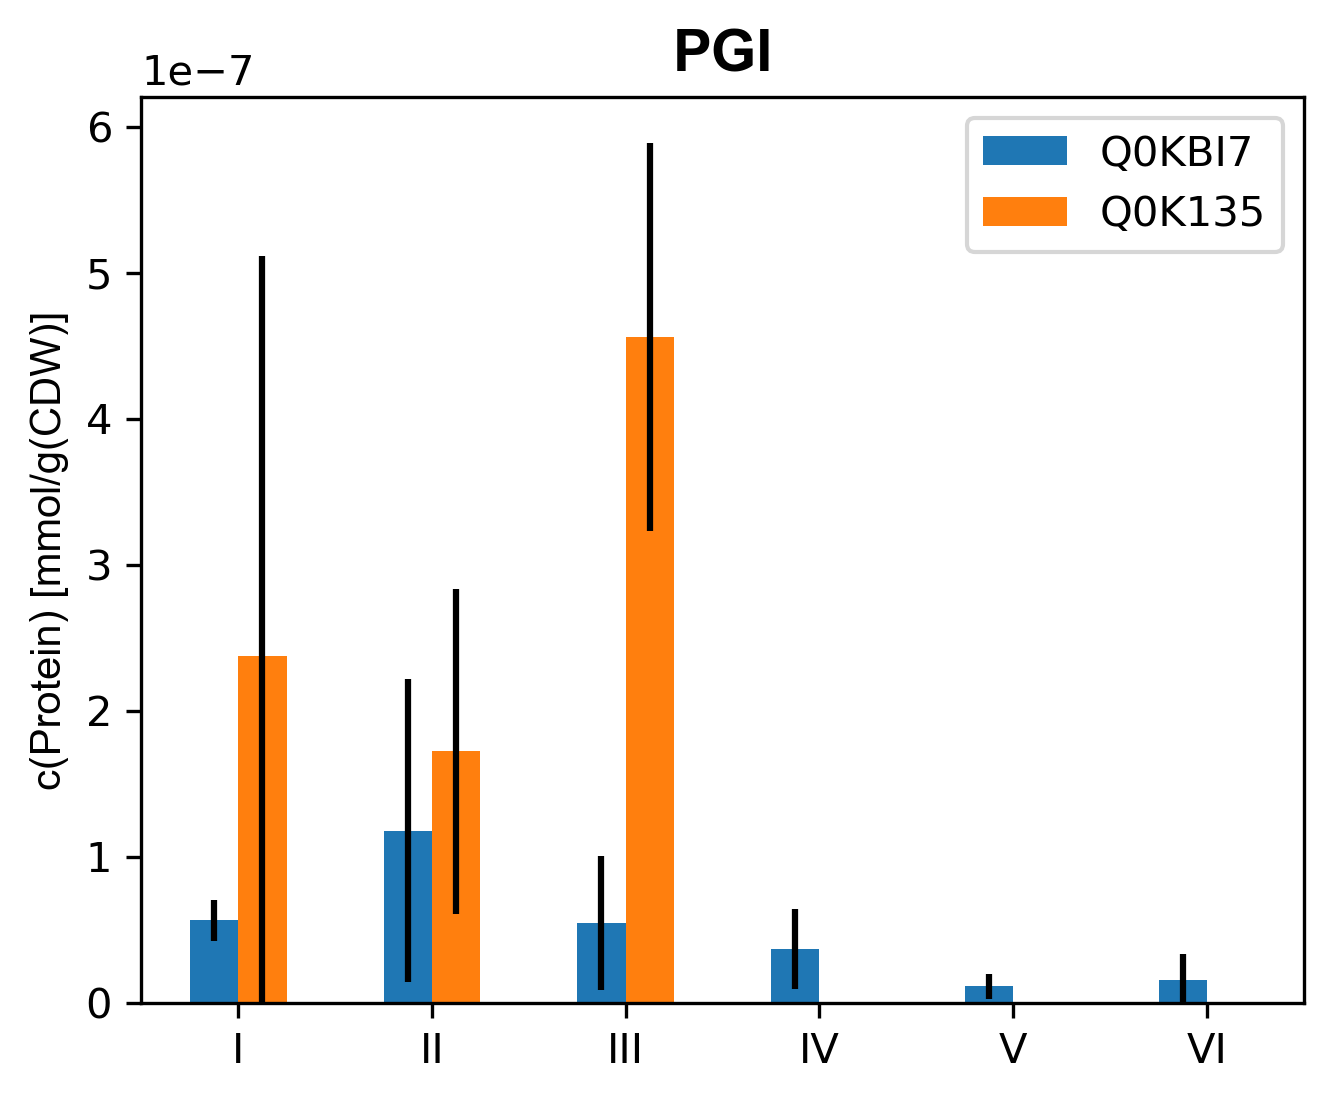 PGI
1e−7
6
5
4
3
2
1
0
c(Protein) [mmol/g(CDW)]
Q0KBI7
Q0K135
I II III IV V VI